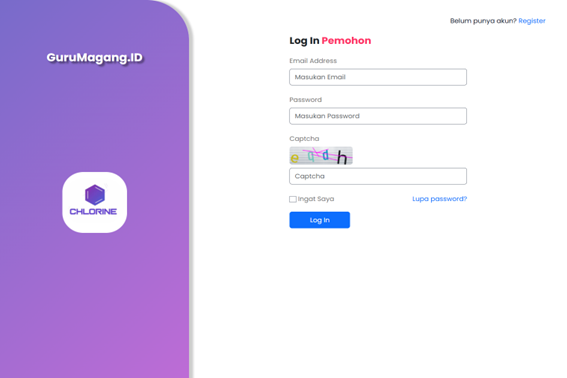 Belum punya akun? Register
GuruMagang.ID
CHLORINE
Log In Pemohon
Email Address
Masukan Email
Password
Masukan Password
Captcha
Captcha
Ingat Saya
Lupa password?
Log In